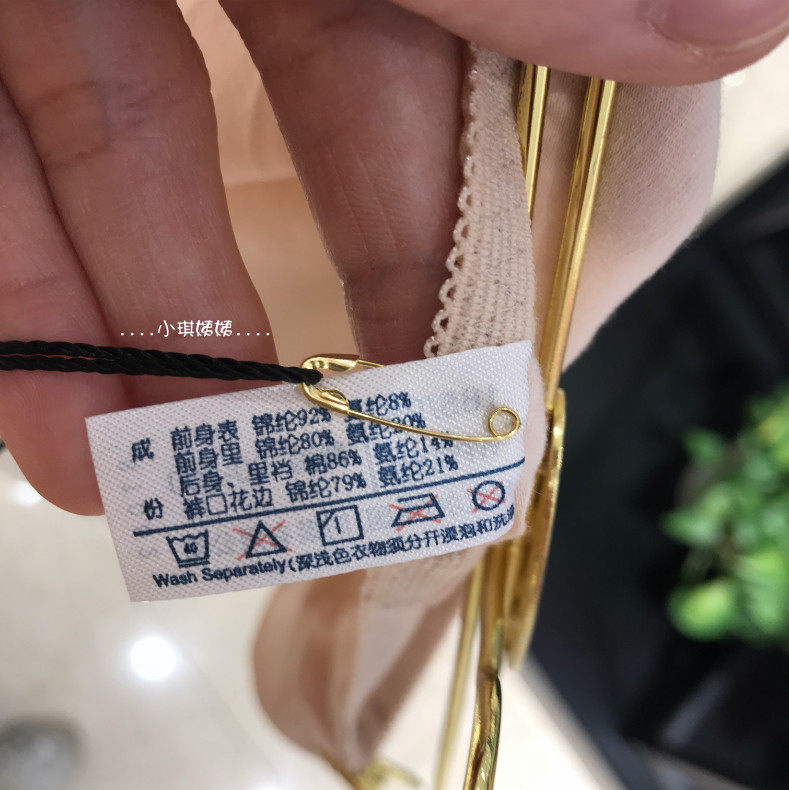 ....小琪姨姨....
成 前身表 锦纶92% 氨纶8%
前身里 锦纶80% 氨纶20%
后身、里裆 棉86% 氨纶14%
份 裤口花边 锦纶79% 氨纶21%
40
Wash Separately(深浅色衣物须分开浸泡和洗涤